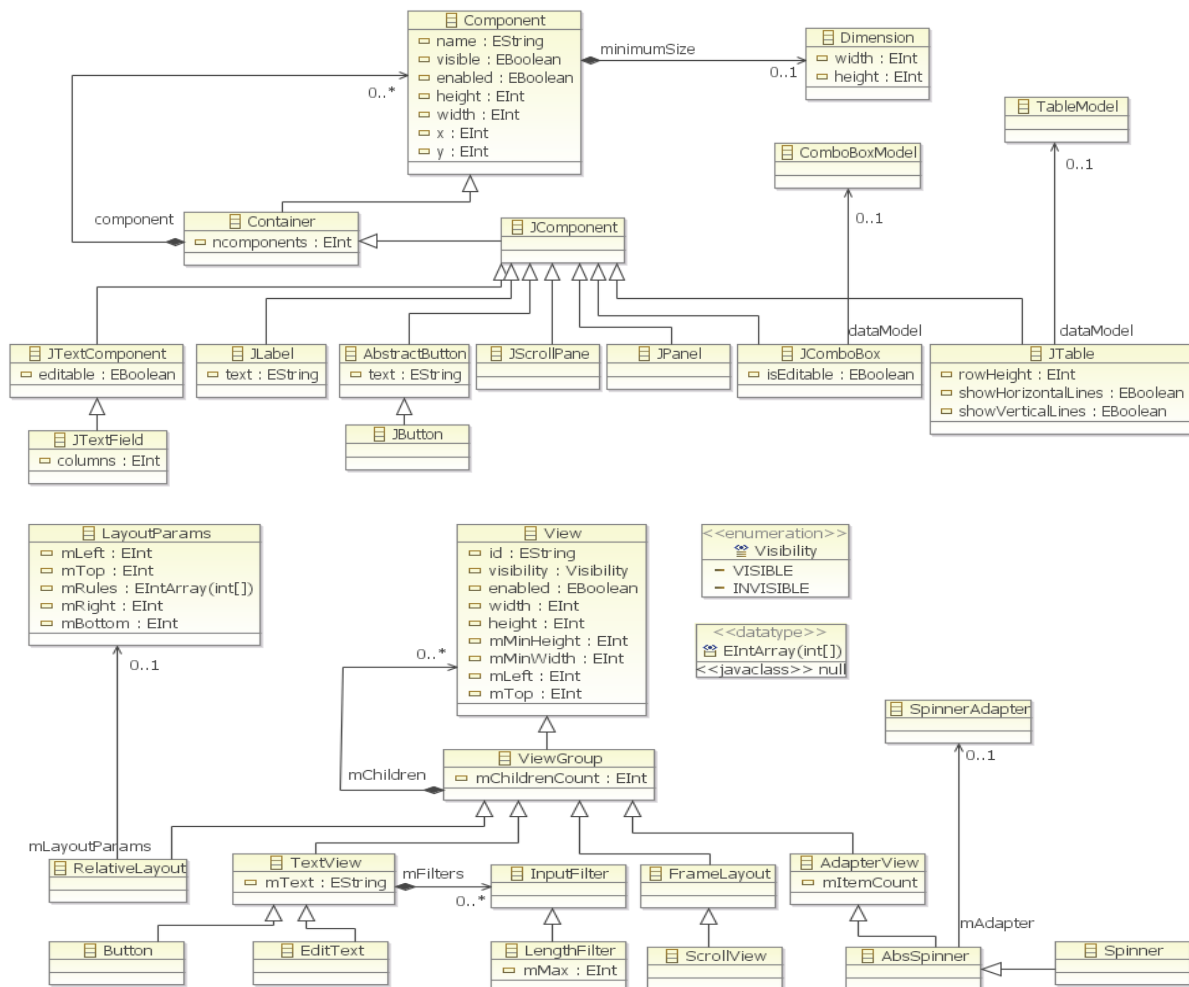 Component
name : EString
visible : EBoolean
enabled : EBoolean
height : EInt
width : EInt
x : EInt
y : EInt
minimumSize
0..1
Dimension
width : EInt
height : EInt
0..*
TableModel
0..1
ComboBoxModel
0..1
component
Container
ncomponents : EInt
JComponent
dataModel
dataModel
JTextComponent
editable : EBoolean
JLabel
text : EString
AbstractButton
text : EString
JScrollPane
JPanel
JComboBox
isEditable : EBoolean
JTable
rowHeight : EInt
showHorizontalLines : EBoolean
showVerticalLines : EBoolean
JTextField
columns : EInt
JButton
LayoutParams
mLeft : EInt
mTop : EInt
mRules : EIntArray(int[])
mRight : EInt
mBottom : EInt
0..1
View
id : EString
visibility : Visibility
enabled : EBoolean
width : EInt
height : EInt
mMinHeight : EInt
mMinWidth : EInt
mLeft : EInt
mTop : EInt
0..*
<<enumeration>>
Visibility
VISIBLE
INVISIBLE
<<datatype>>
EIntArray(int[])
<<javaclass>> null
SpinnerAdapter
0..1
mChildren
ViewGroup
mChildrenCount : EInt
mLayoutParams
RelativeLayout
TextView
mText : EString
mFilters
0..*
InputFilter
FrameLayout
AdapterView
mItemCount
mAdapter
Button
EditText
LengthFilter
mMax : EInt
ScrollView
AbsSpinner
Spinner